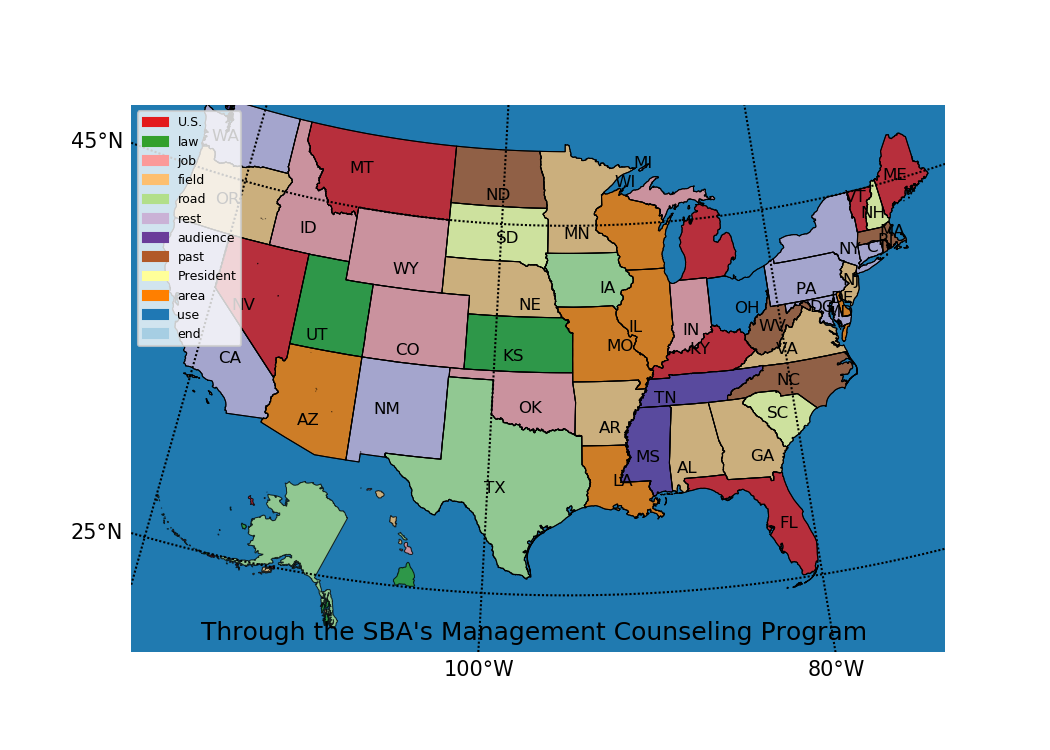 45°N
25°N
100°W
80°W
U.S.
law
job
field
road
rest
audience
past
President
area
use
end
WA
OR
CA
NV
ID
MT
WY
UT
CO
AZ
NM
ND
SD
NE
KS
OK
TX
MN
IA
MO
AR
LA
WI
MI
IL
IN
OH
KY
TN
MS
AL
GA
FL
SC
NC
VA
WV
PA
NY
VT
NH
ME
MA
CT
NJ
DE
DC
Through the SBA's Management Counseling Program